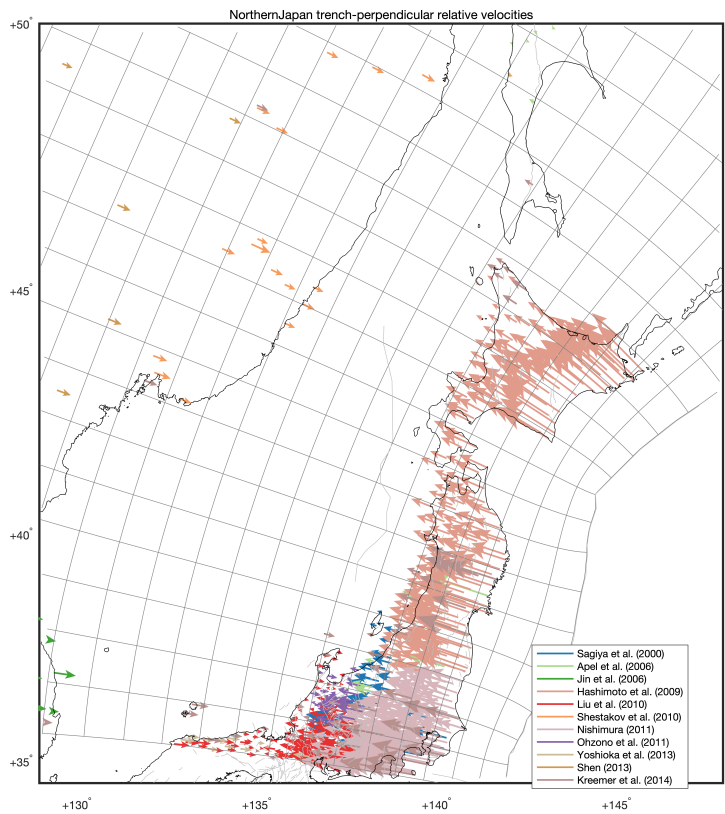 NorthernJapan trench-perpendicular relative velocities
+50°
+45°
+40°
+35°
Sagiya et al. (2000)
Apel et al. (2006)
Jin et al. (2006)
Hashimoto et al. (2009)
Liu et al. (2010)
Shestakov et al. (2010)
Nishimura (2011)
Ohzono et al. (2011)
Yoshioka et al. (2013)
Shen (2013)
Kreemer et al. (2014)
+130° +135° +140° +145°